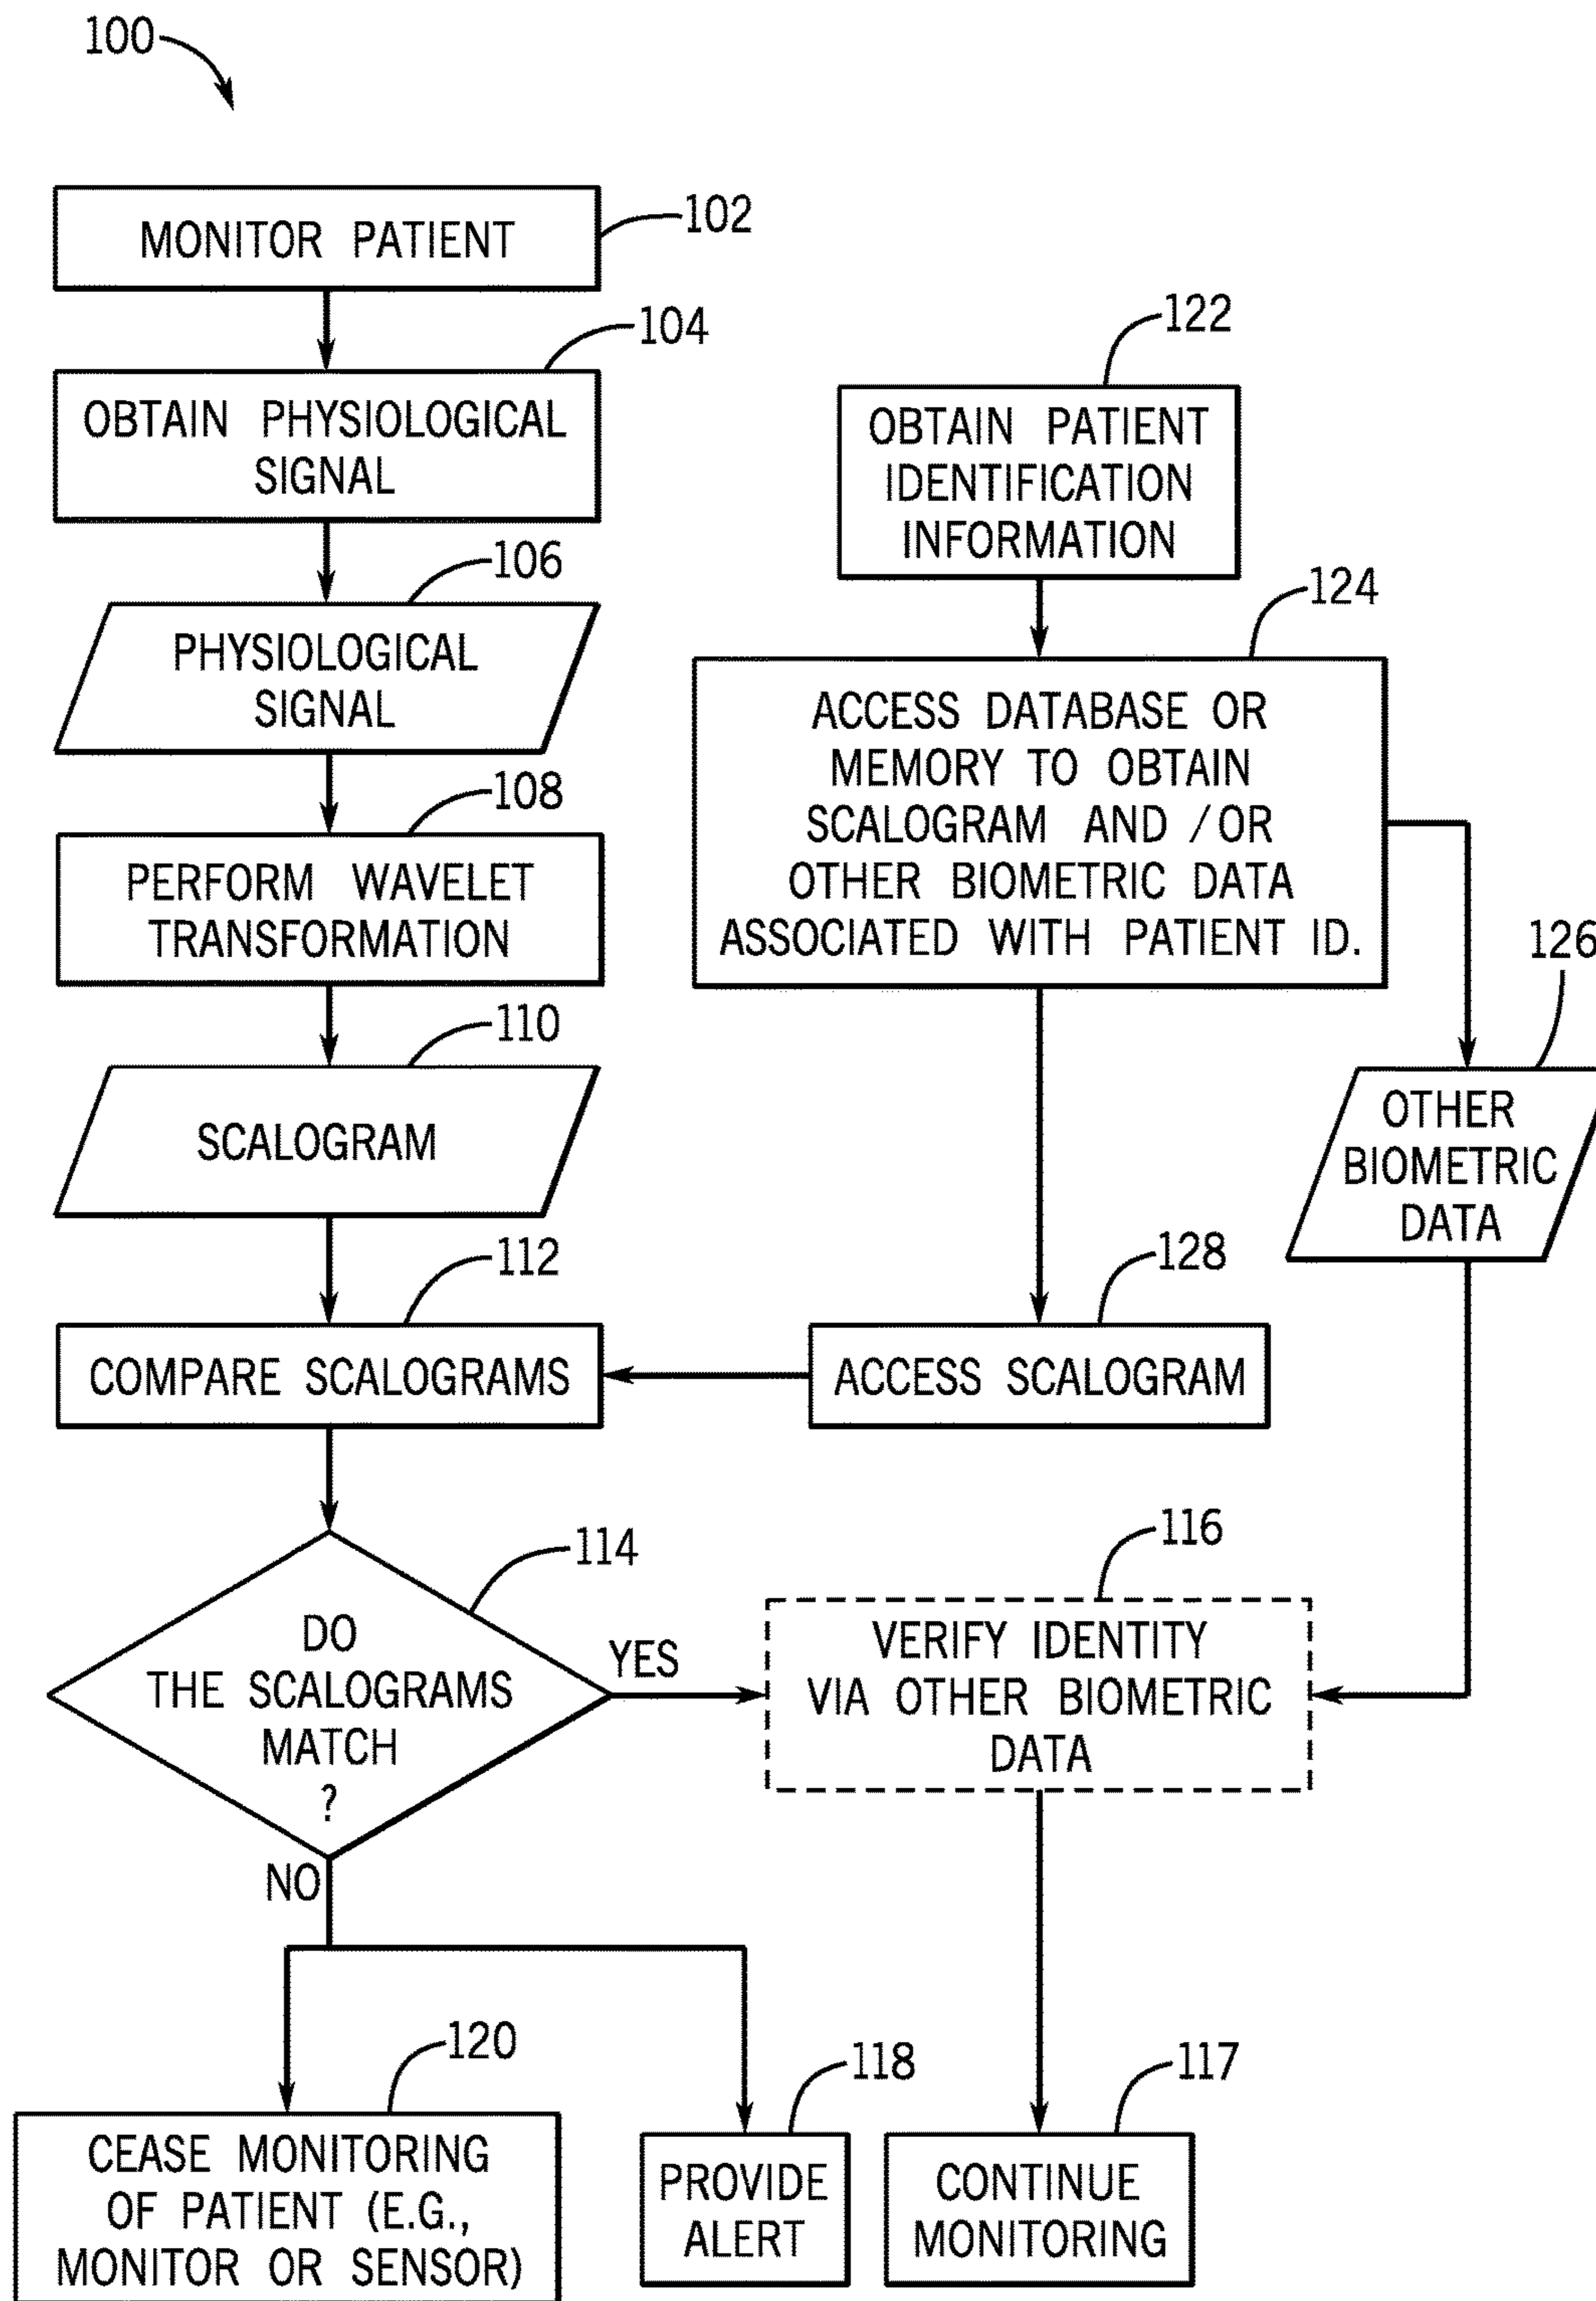 100
MONITOR PATIENT
102
104
OBTAIN PHYSIOLOGICAL
SIGNAL
106
PHYSIOLOGICAL
SIGNAL
108
PERFORM WAVELET
TRANSFORMATION
110
SCALOGRAM
112
COMPARE SCALOGRAMS
114
DO
THE SCALOGRAMS
MATCH
?
YES
NO
120
CEASE MONITORING
OF PATIENT (E.G.,
MONITOR OR SENSOR)
118
PROVIDE
ALERT
122
OBTAIN PATIENT
IDENTIFICATION
INFORMATION
124
ACCESS DATABASE OR
MEMORY TO OBTAIN
SCALOGRAM AND /OR
OTHER BIOMETRIC DATA
ASSOCIATED WITH PATIENT ID.
126
OTHER
BIOMETRIC
DATA
128
ACCESS SCALOGRAM
116
VERIFY IDENTITY
VIA OTHER BIOMETRIC
DATA
117
CONTINUE
MONITORING